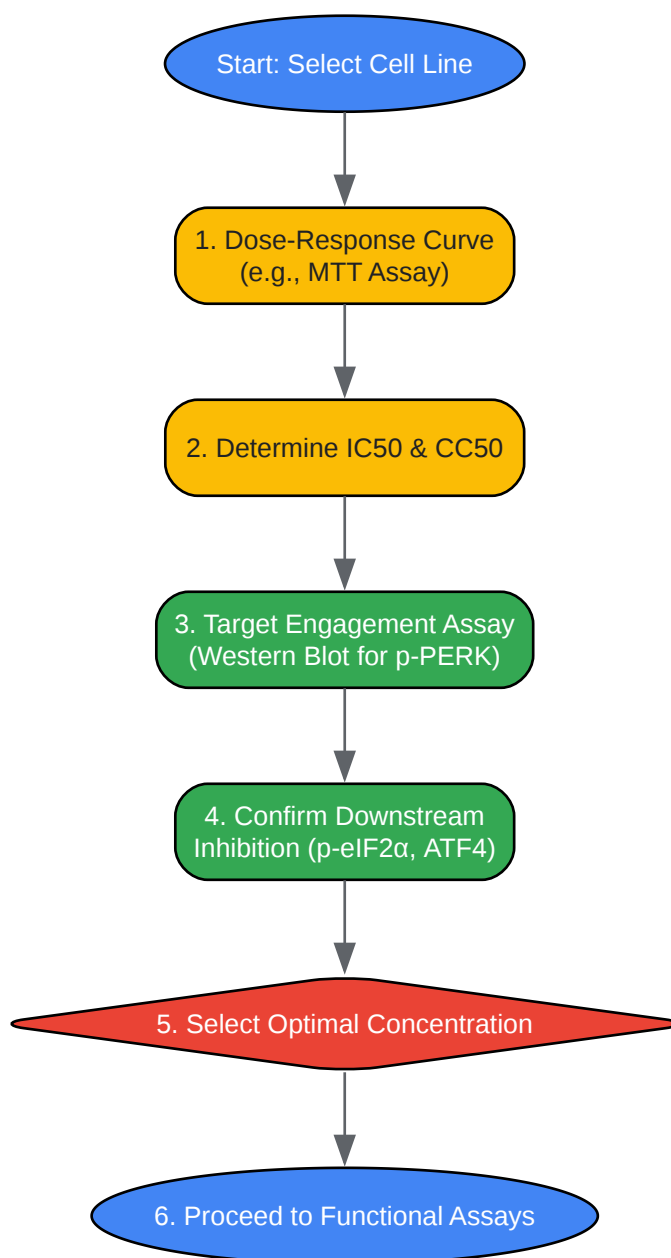 Start: Select Cell Line
1. Dose-Response Curve
(e.g., MTT Assay)
2. Determine IC50 & CC50
3. Target Engagement Assay
(Western Blot for p-PERK)
4. Confirm Downstream
Inhibition (p-eIF2α, ATF4)
5. Select Optimal Concentration
6. Proceed to Functional Assays